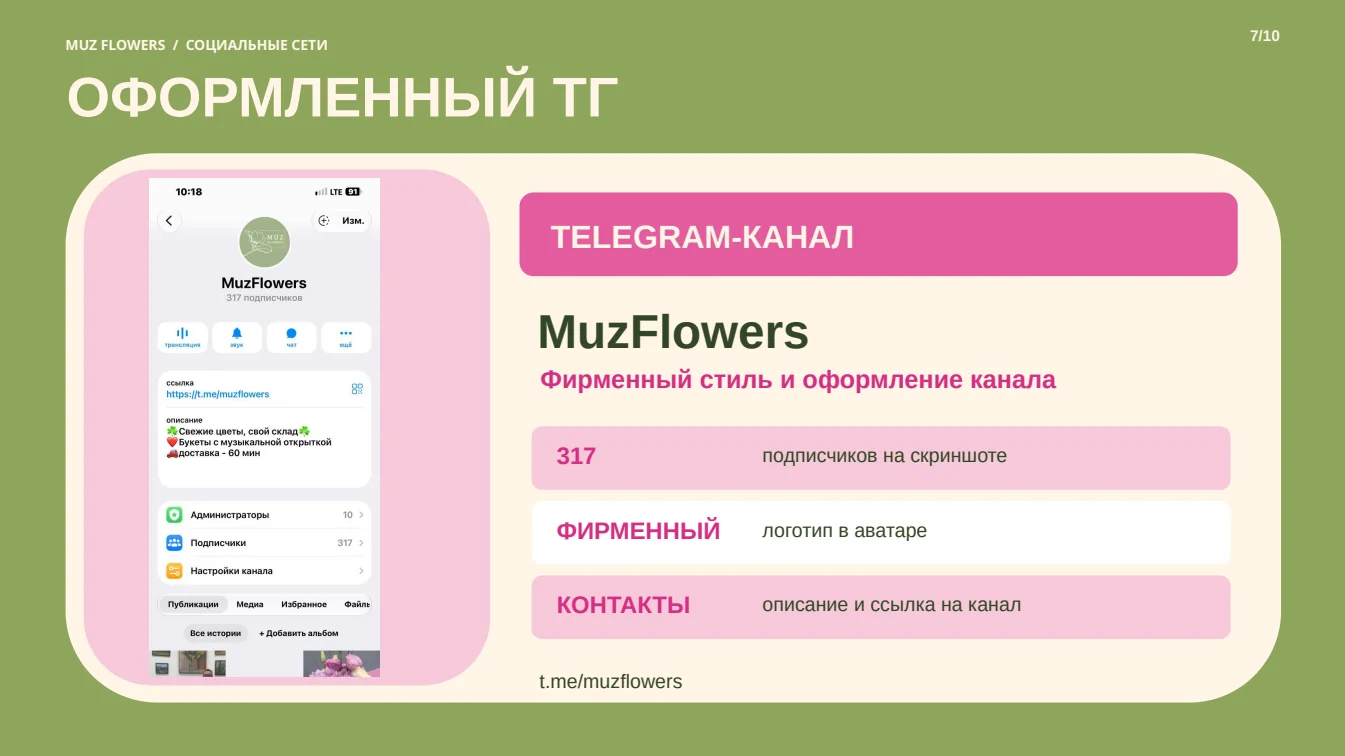 MUZ FLOWERS / СОЦИАЛЬНЫЕ СЕТИ
7/10
ОФОРМЛЕННЫЙ ТГ
10:18
LTE 91
Изм.
MUZ
MuzFlowers
317 подписчиков
трансляция
звук
чат
ещё
ссылка
https://t.me/muzflowers
описание
☘️Свежие цветы, свой склад☘️
❤️Букеты с музыкальной открыткой
🚗доставка - 60 мин
Администраторы 10
Подписчики 317
Настройки канала
Публикации Медиа Избранное Файлы
Все истории + Добавить альбом
TELEGRAM-КАНАЛ
MuzFlowers
Фирменный стиль и оформление канала
317 подписчиков на скриншоте
ФИРМЕННЫЙ логотип в аватаре
КОНТАКТЫ описание и ссылка на канал
t.me/muzflowers